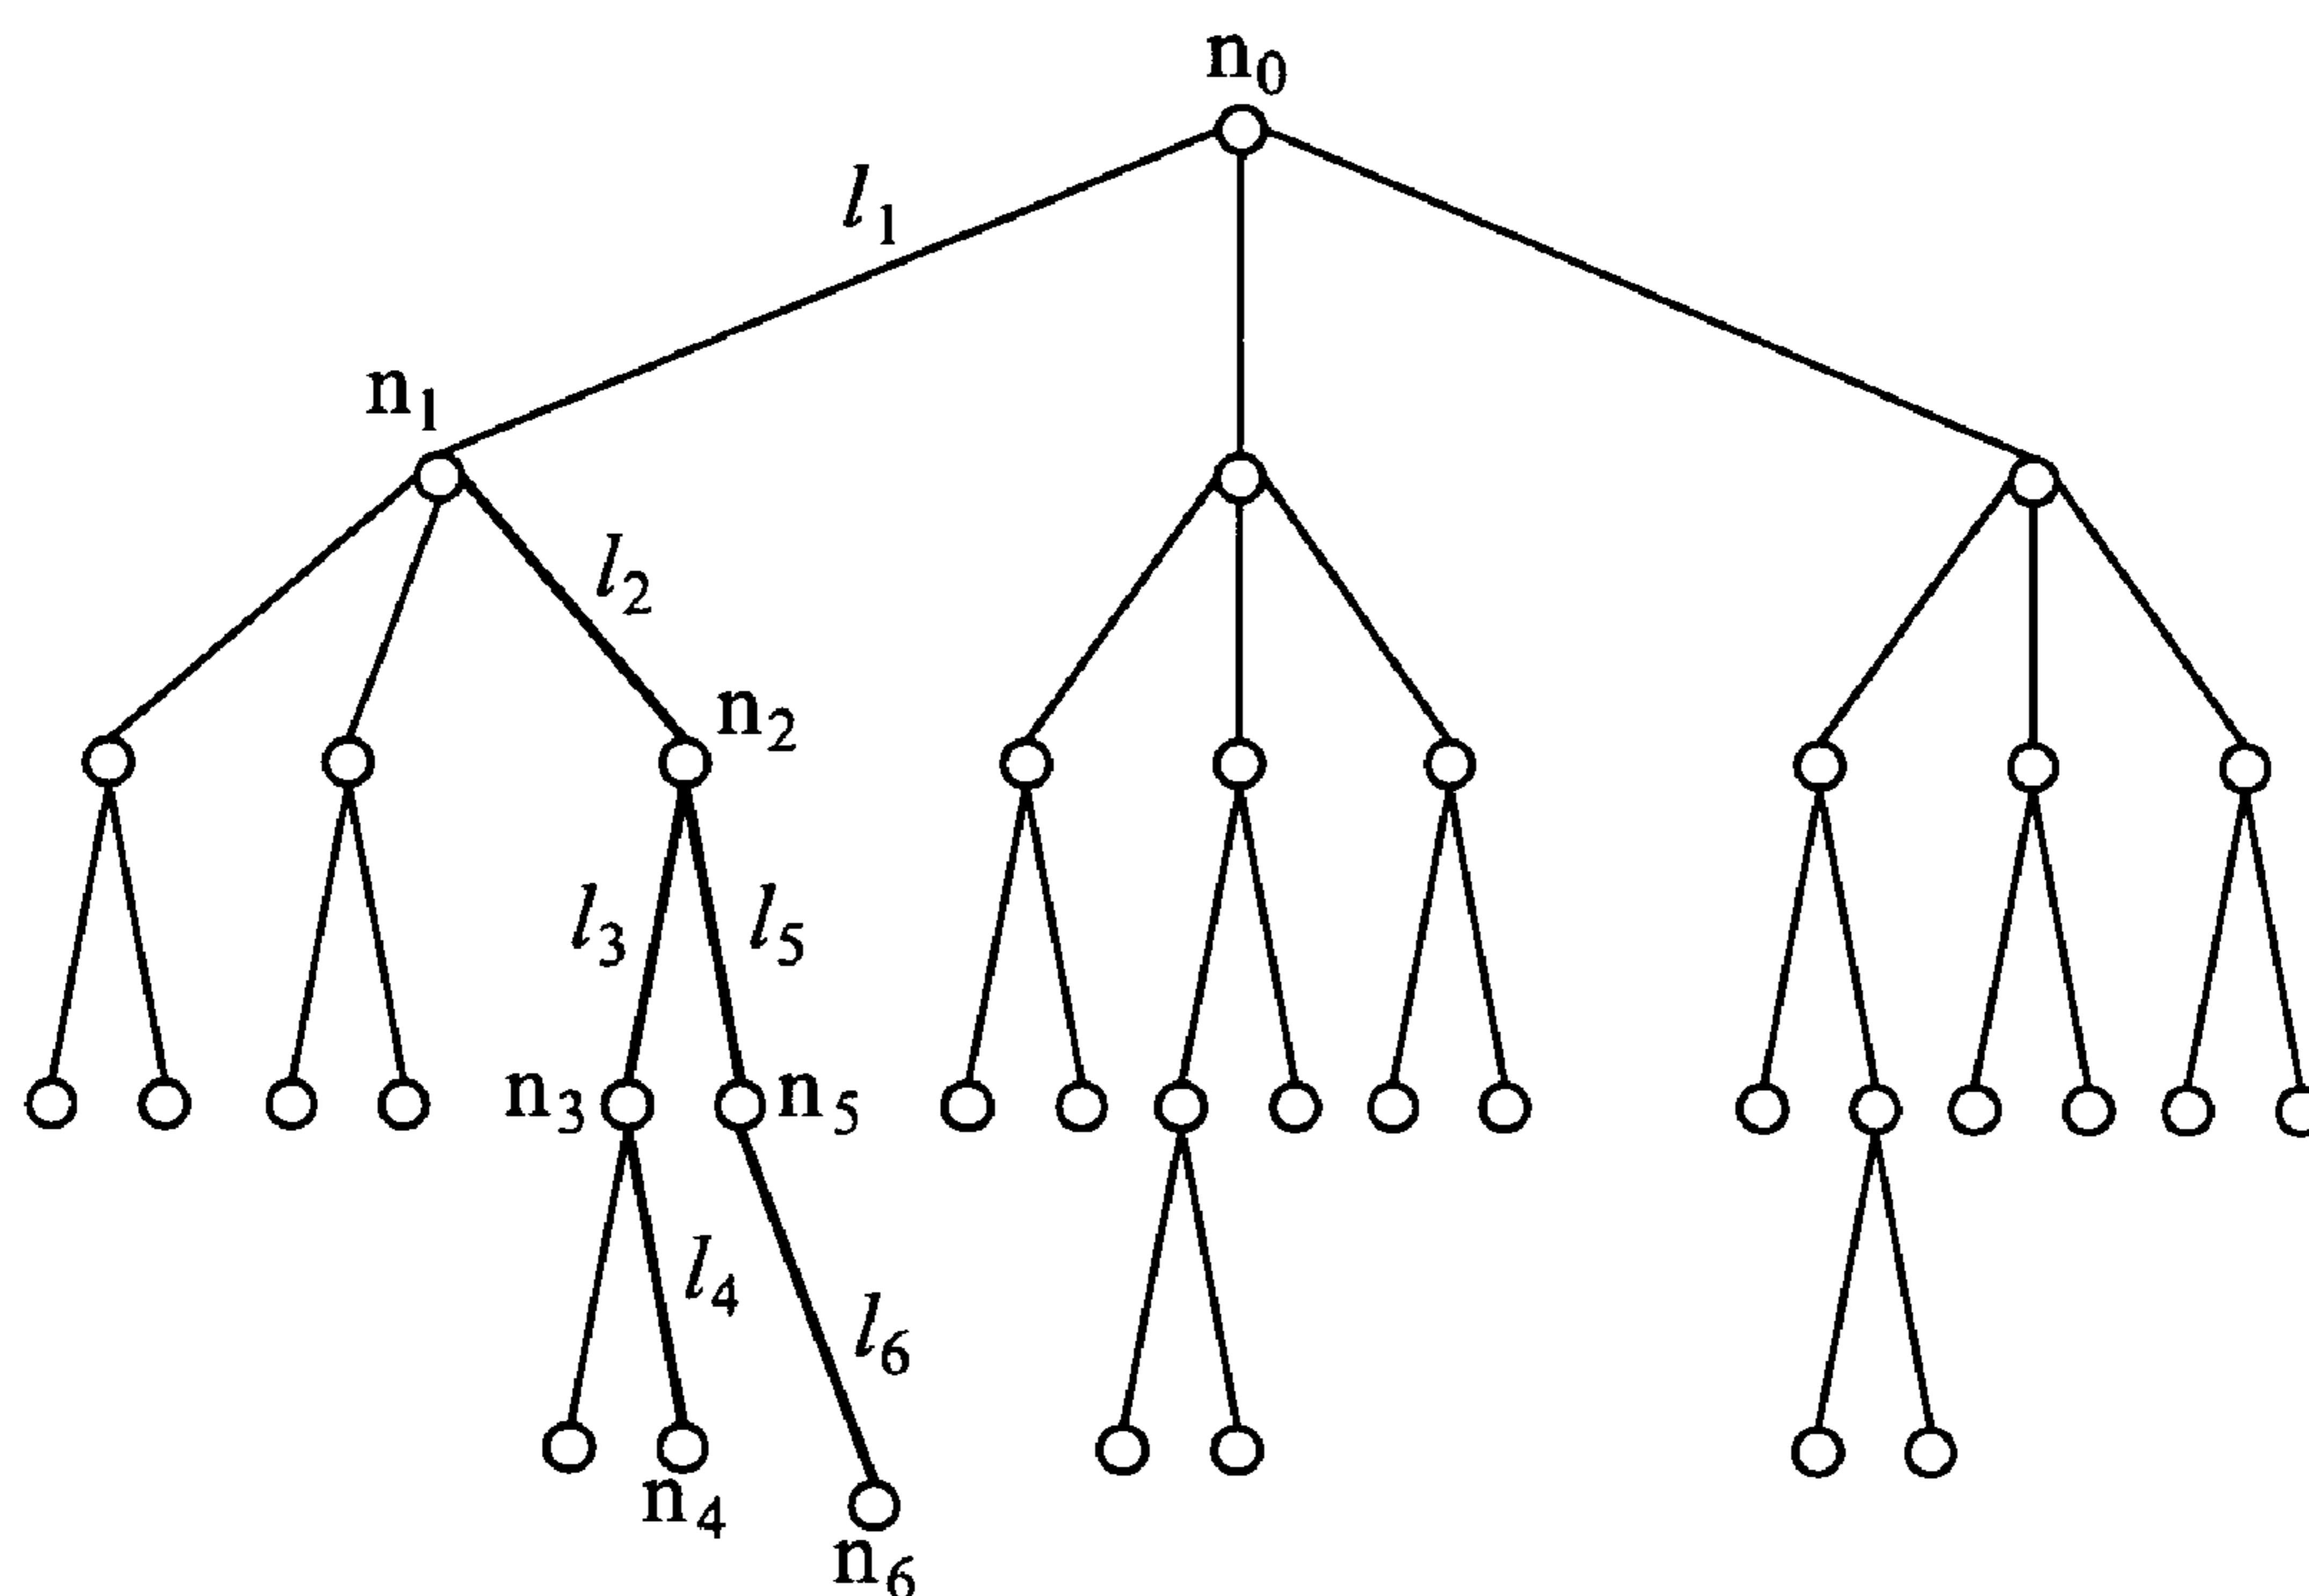 n₀
l₁
n₁
l₂
n₂
l₃ l₅
n₃ n₅
l₄
l₆
n₄
n₆